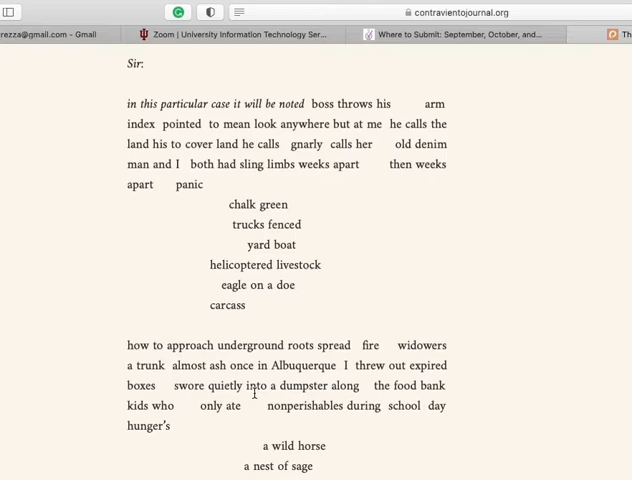 contravientojournal.org
rezza@gmail.com - Gmail Zoom | University Information Technology Ser... Where to Submit: September, October, and... Th
Sir:
in this particular case it will be noted boss throws his arm
index pointed to mean look anywhere but at me he calls the
land his to cover land he calls gnarly calls her old denim
man and I both had sling limbs weeks apart then weeks
apart panic
chalk green
trucks fenced
yard boat
helicoptered livestock
eagle on a doe
carcass
how to approach underground roots spread fire widowers
a trunk almost ash once in Albuquerque I threw out expired
boxes swore quietly into a dumpster along the food bank
kids who only ate nonperishables during school day
hunger's
a wild horse
a nest of sage